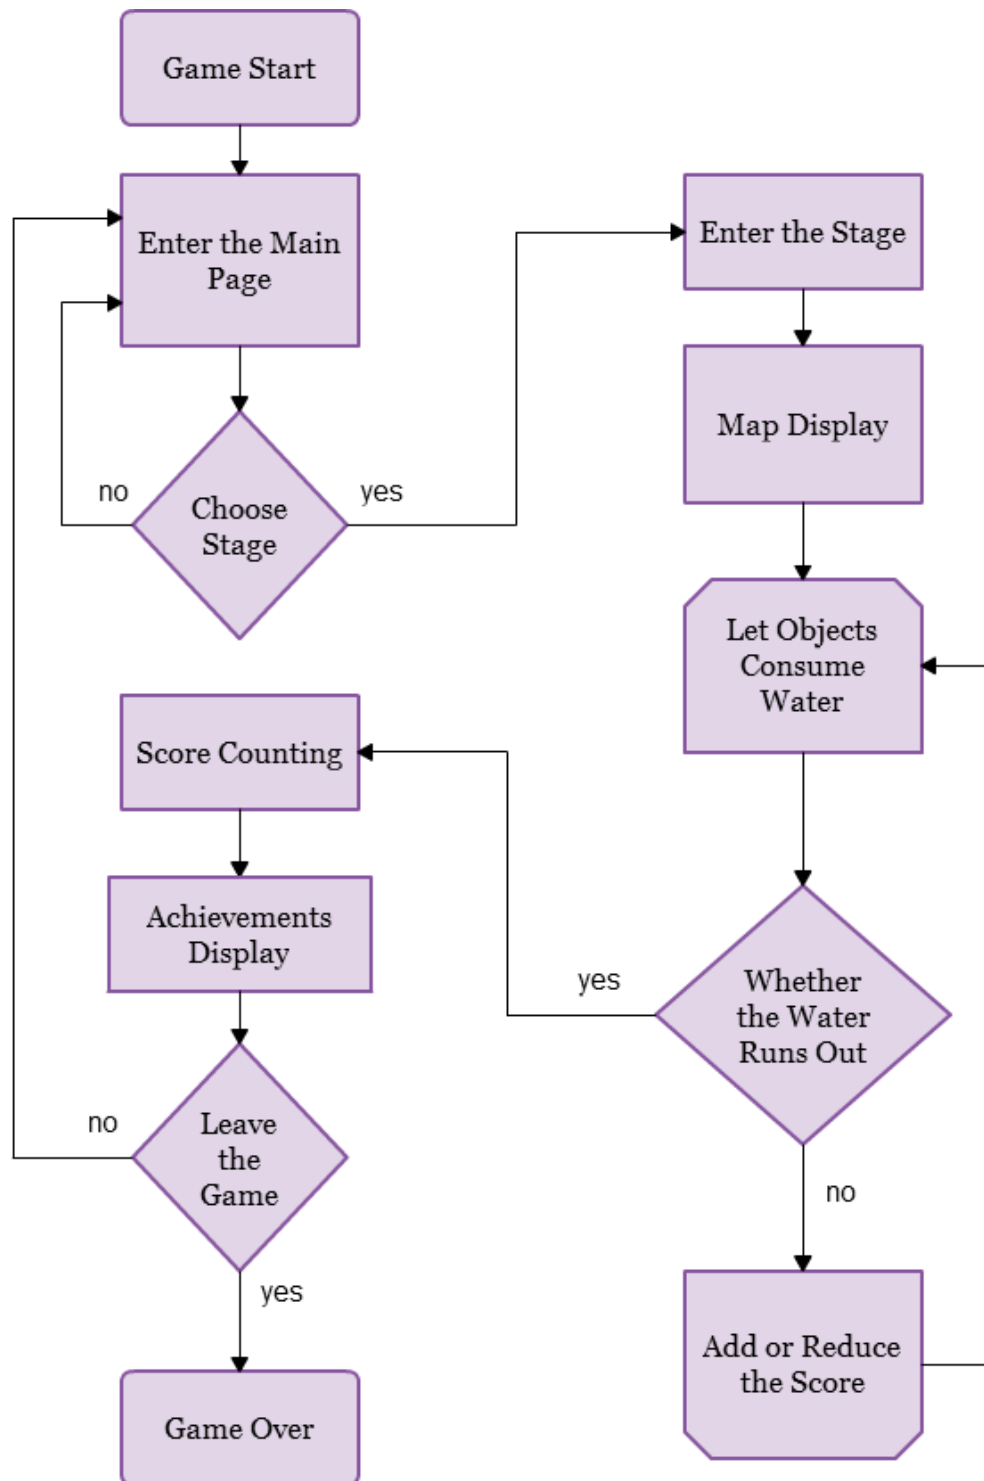 Game Start
Enter the Main
Page
Choose
Stage
no
yes
Enter the Stage
Map Display
Let Objects
Consume
Water
Whether
the Water
Runs Out
yes
no
Add or Reduce
the Score
Score Counting
Achievements
Display
Leave
the
Game
no
yes
Game Over